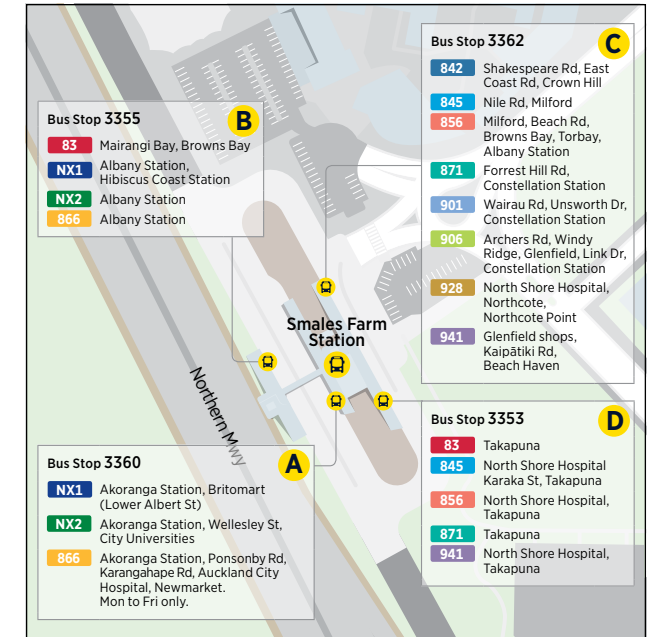 Bus Stop 3362
C
842 Shakespeare Rd, East
Coast Rd, Crown Hill
845 Nile Rd, Milford
856 Milford, Beach Rd,
Browns Bay, Torbay,
Albany Station
871 Forrest Hill Rd,
Constellation Station
901 Wairau Rd, Unsworth Dr,
Constellation Station
906 Archers Rd, Windy
Ridge, Glenfield, Link Dr,
Constellation Station
928 North Shore Hospital,
Northcote,
Northcote Point
941 Glenfield shops,
Kaipātiki Rd,
Beach Haven
Bus Stop 3355
B
83 Mairangi Bay, Browns Bay
NX1 Albany Station,
Hibiscus Coast Station
NX2 Albany Station
866 Albany Station
Smales Farm
Station
Northern Mwy
Bus Stop 3360
A
NX1 Akoranga Station, Britomart
(Lower Albert St)
NX2 Akoranga Station, Wellesley St,
City Universities
866 Akoranga Station, Ponsonby Rd,
Karangahape Rd, Auckland City
Hospital, Newmarket.
Mon to Fri only.
Bus Stop 3353
D
83 Takapuna
845 North Shore Hospital
Karaka St, Takapuna
856 North Shore Hospital,
Takapuna
871 Takapuna
941 North Shore Hospital,
Takapuna